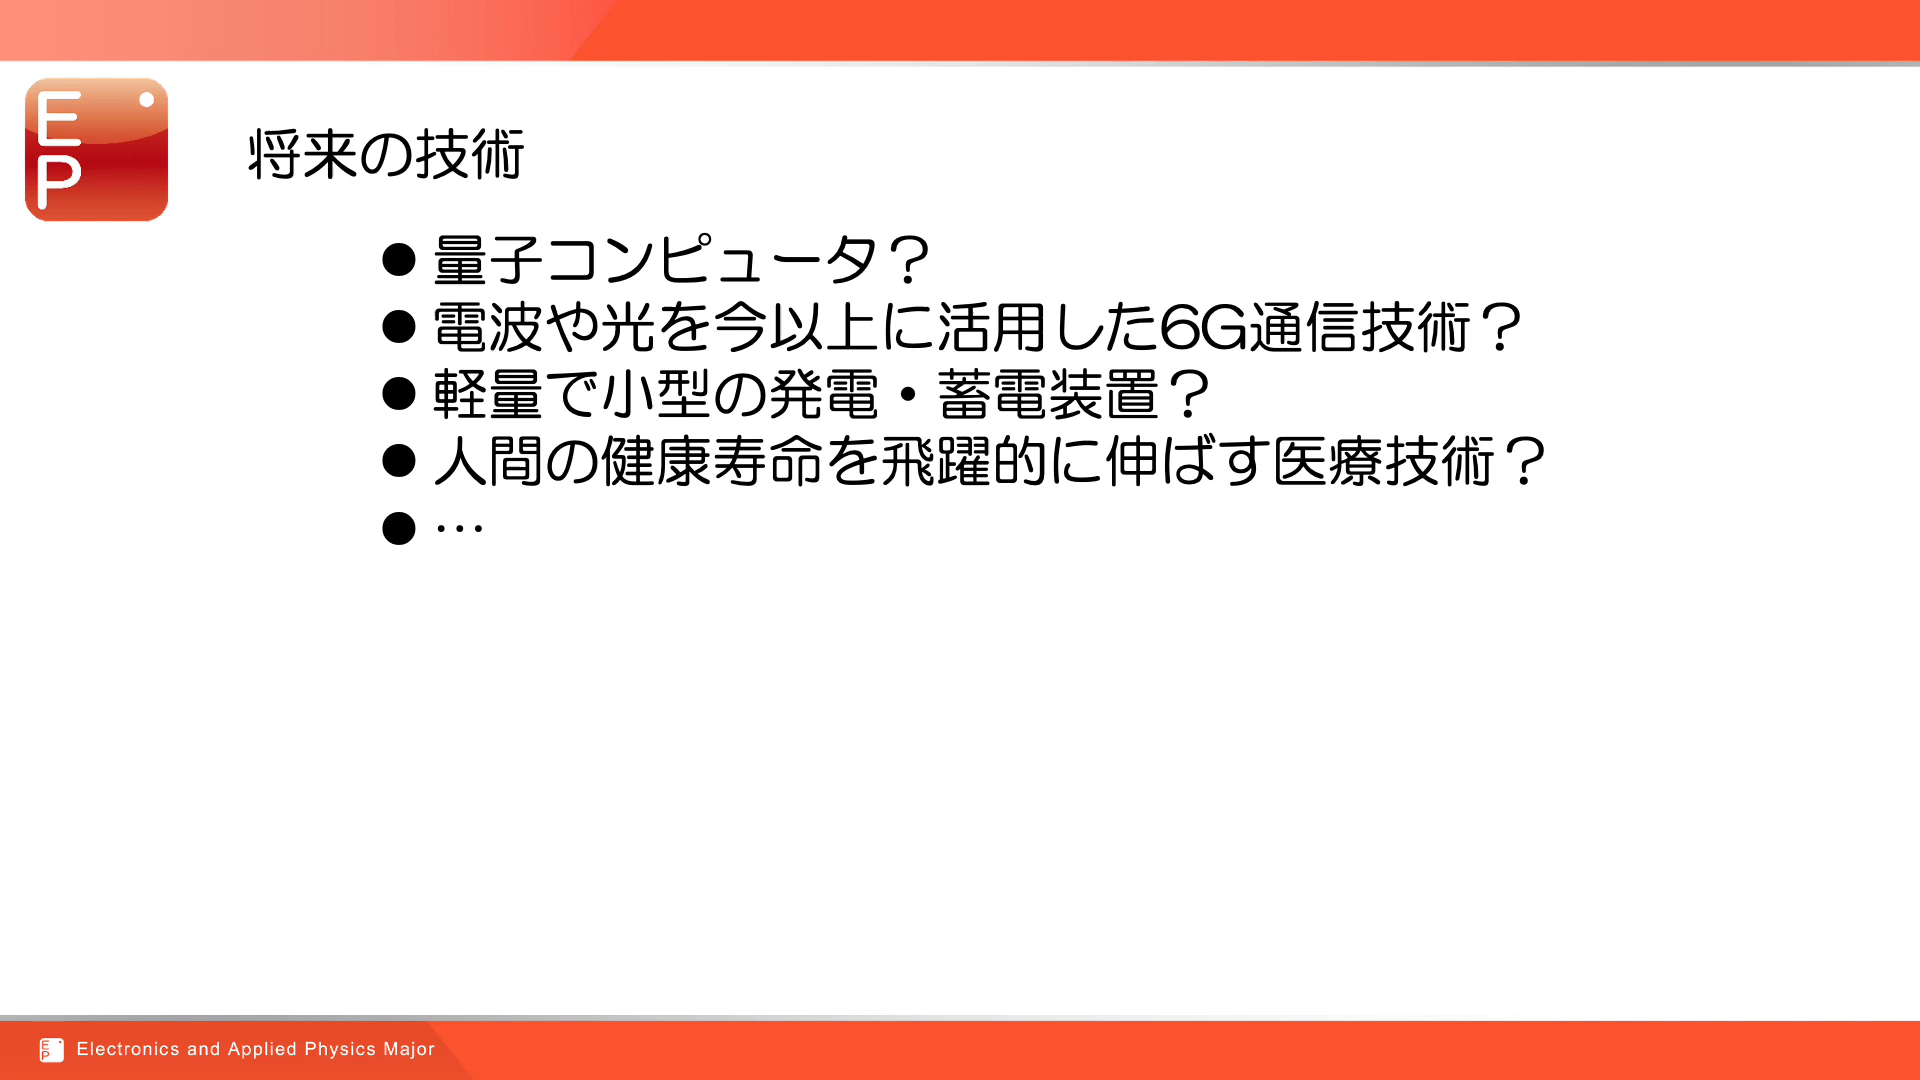 E
P
将来の技術
● 量子コンピュータ？
● 電波や光を今以上に活用した6G通信技術？
● 軽量で小型の発電・蓄電装置？
● 人間の健康寿命を飛躍的に伸ばす医療技術？
● …
E
P
Electronics and Applied Physics Major